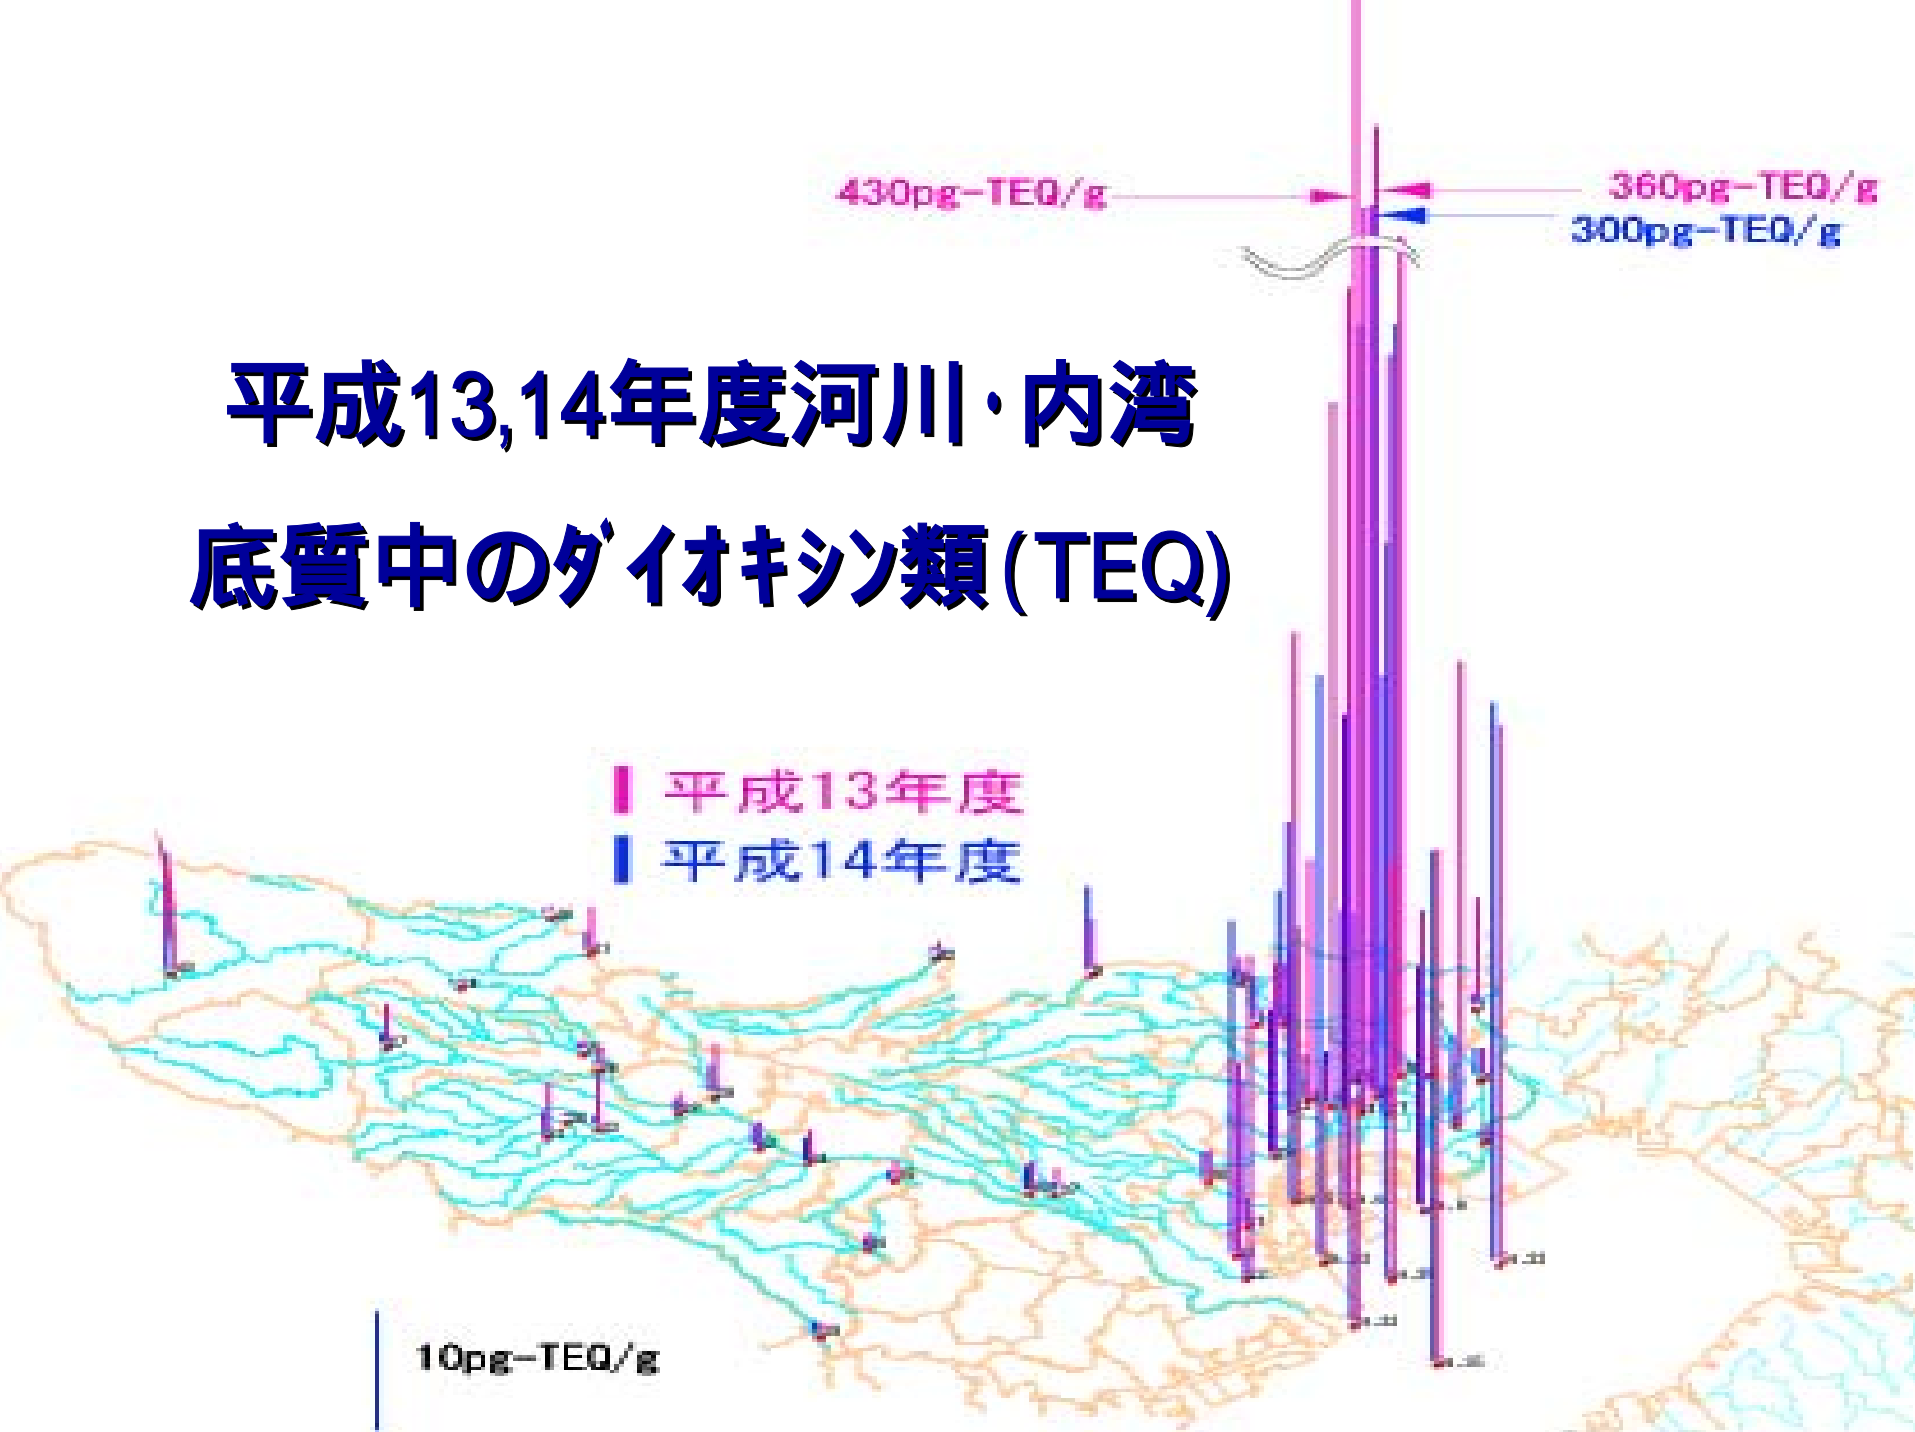 430pg-TEQ/g
360pg-TEQ/g
300pg-TEQ/g
平成13,14年度河川･内湾
底質中のﾀﾞｲｵｷｼﾝ類(TEQ)
平成13年度
平成14年度
10pg-TEQ/g